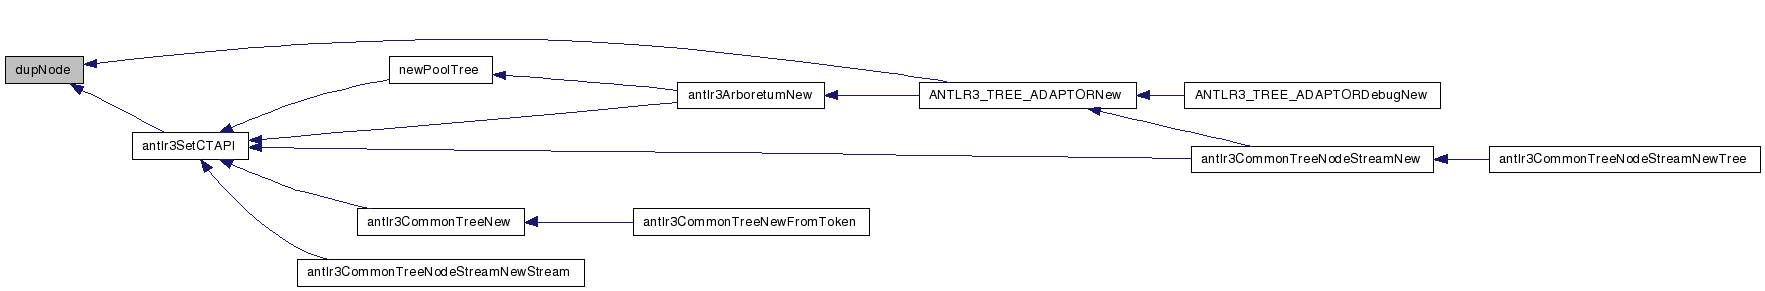 dupNode
newPoolTree
antlr3ArboretumNew
ANTLR3_TREE_ADAPTORNew
ANTLR3_TREE_ADAPTORDebugNew
antlr3SetCTAPI
antlr3CommonTreeNodeStreamNew
antlr3CommonTreeNodeStreamNewTree
antlr3CommonTreeNew
antlr3CommonTreeNewFromToken
antlr3CommonTreeNodeStreamNewStream